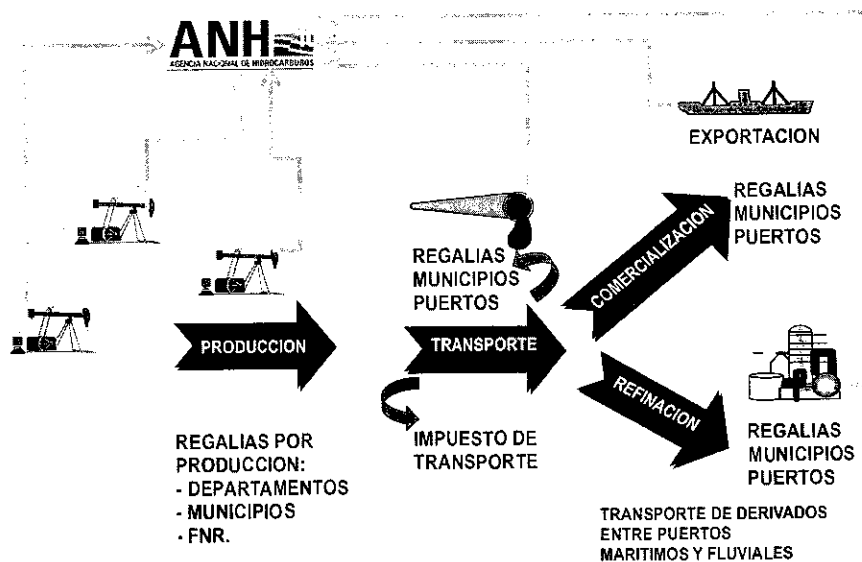 ANH
AGENCIA NACIONAL DE HIDROCARBUROS
EXPORTACION
REGALIAS
MUNICIPIOS
PUERTOS
REGALIAS
MUNICIPIOS
PUERTOS
COMERCIALIZACION
PRODUCCION
TRANSPORTE
REFINACION
REGALIAS POR
PRODUCCION:
- DEPARTAMENTOS
- MUNICIPIOS
- FNR.
IMPUESTO DE
TRANSPORTE
REGALIAS
MUNICIPIOS
PUERTOS
TRANSPORTE DE DERIVADOS
ENTRE PUERTOS
MARITIMOS Y FLUVIALES